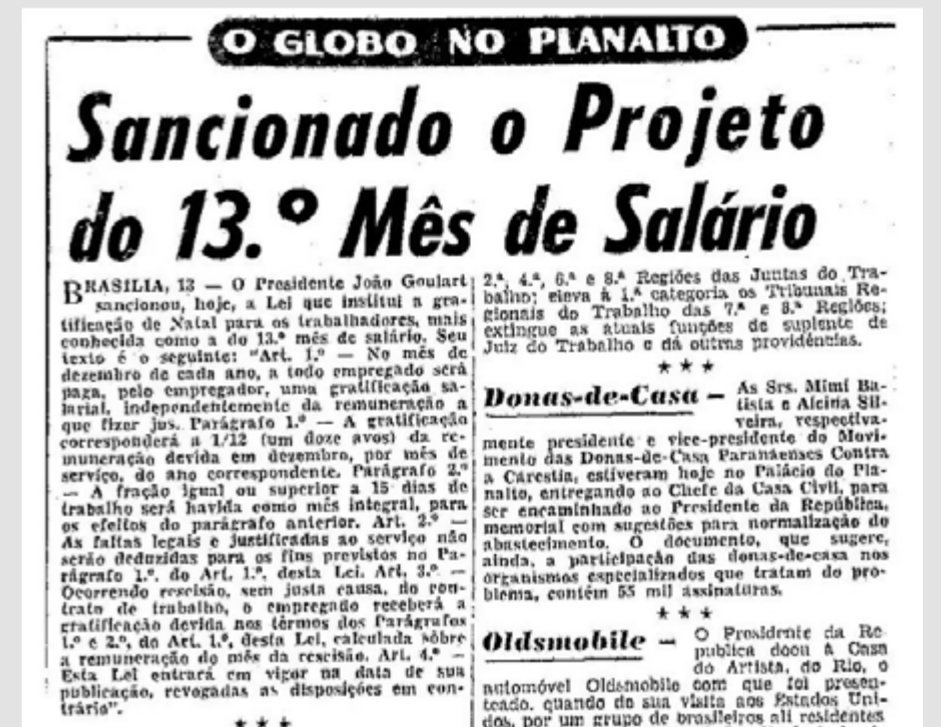 O GLOBO NO PLANALTO
Sancionado o Projeto
do 13.º Mês de Salário
BRASILIA, 13 — O Presidente João Goulart
sancionou, hoje, a Lei que institui a gra-
tificação de Natal para os trabalhadores, mais
conhecida como a do 13.º mês de salário. Seu
texto é o seguinte: "Art. 1.º — No mês de
dezembro de cada ano, a todo empregado será
paga, pelo empregador, uma gratificação sa-
larial, independentemente da remuneração a
que fizer jus. Parágrafo 1.º — A gratificação
corresponderá a 1/12 (um doze avos) da re-
muneração devida em dezembro, por mês de
serviço, do ano correspondente. Parágrafo 2.º
— A fração igual ou superior a 15 dias de
trabalho será havida como mês integral, para
os efeitos do parágrafo anterior. Art. 2.º —
As faltas legais e justificadas ao serviço não
serão deduzidas para os fins previstos no Pa-
rágrafo 1.º, do Art. 1.º, desta Lei. Art. 3.º —
Ocorrendo rescisão, sem justa causa, do con-
trato de trabalho, o empregado receberá a
gratificação devida nos têrmos dos Parágrafos
1.º e 2.º, do Art. 1.º, desta Lei, calculada sôbre
a remuneração do mês da rescisão. Art. 4.º —
Esta Lei entrará em vigor na data de sua
publicação, revogadas as disposições em con-
trário".
★ ★ ★
2.ª, 4.ª, 6.ª e 8.ª Regiões das Juntas do Tra-
balho; eleva à 1.ª categoria os Tribunais Re-
gionais do Trabalho das 7.ª e 8.ª Regiões;
extingue as atuais funções de suplente de
Juiz do Trabalho e dá outras providências.
★ ★ ★
Donas-de-Casa — As Srs. Mimi Ba-
tista e Alciria Sil-
veira, respectiva-
mente presidente e vice-presidente do Movi-
mento das Donas-de-Casa Paranaenses Contra
a Carestia, estiveram hoje no Palácio do Pla-
nalto, entregando ao Chefe da Casa Civil, para
ser encaminhado ao Presidente da República,
memorial com sugestões para normalização do
abastecimento. O documento, que sugere,
ainda, a participação das donas-de-casa nos
organismos especializados que tratam do pro-
blema, contém 55 mil assinaturas.
★ ★ ★
Oldsmobile — O Presidente da Re
publica doou à Casa
do Artista, do Rio, o
automóvel Oldsmobile com que foi presen-
teado, quando de sua visita aos Estados Uni-
dos, por um grupo de brasileiros ali residentes